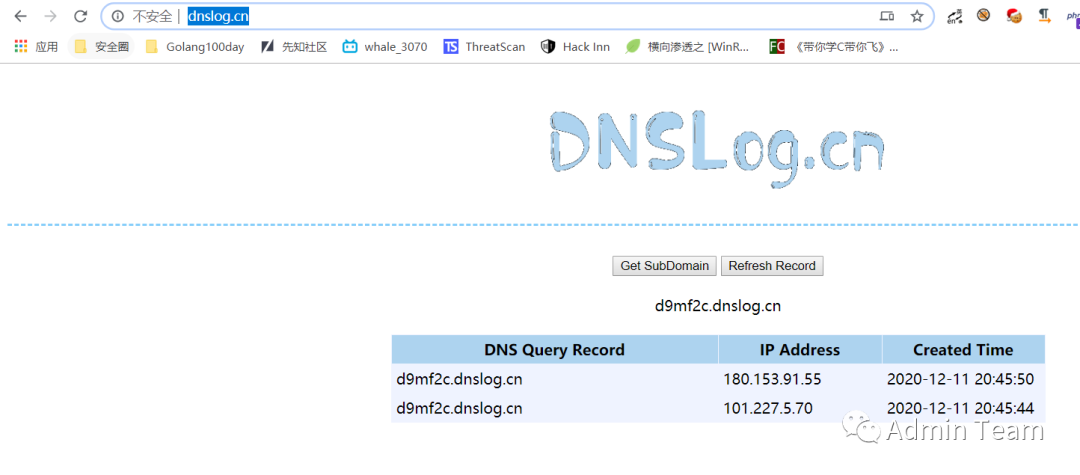 不安全 | dnslog.cn
应用 安全圈 Golang100day 先知社区 whale_3070 TS ThreatScan Hack Inn 横向渗透之 [WinR... FC 《带你学C带你飞》...
DNSLog.cn
Get SubDomain Refresh Record
d9mf2c.dnslog.cn
DNS Query Record IP Address Created Time
d9mf2c.dnslog.cn 180.153.91.55 2020-12-11 20:45:50
d9mf2c.dnslog.cn 101.227.5.70 2020-12-11 20:45:44
Admin Team